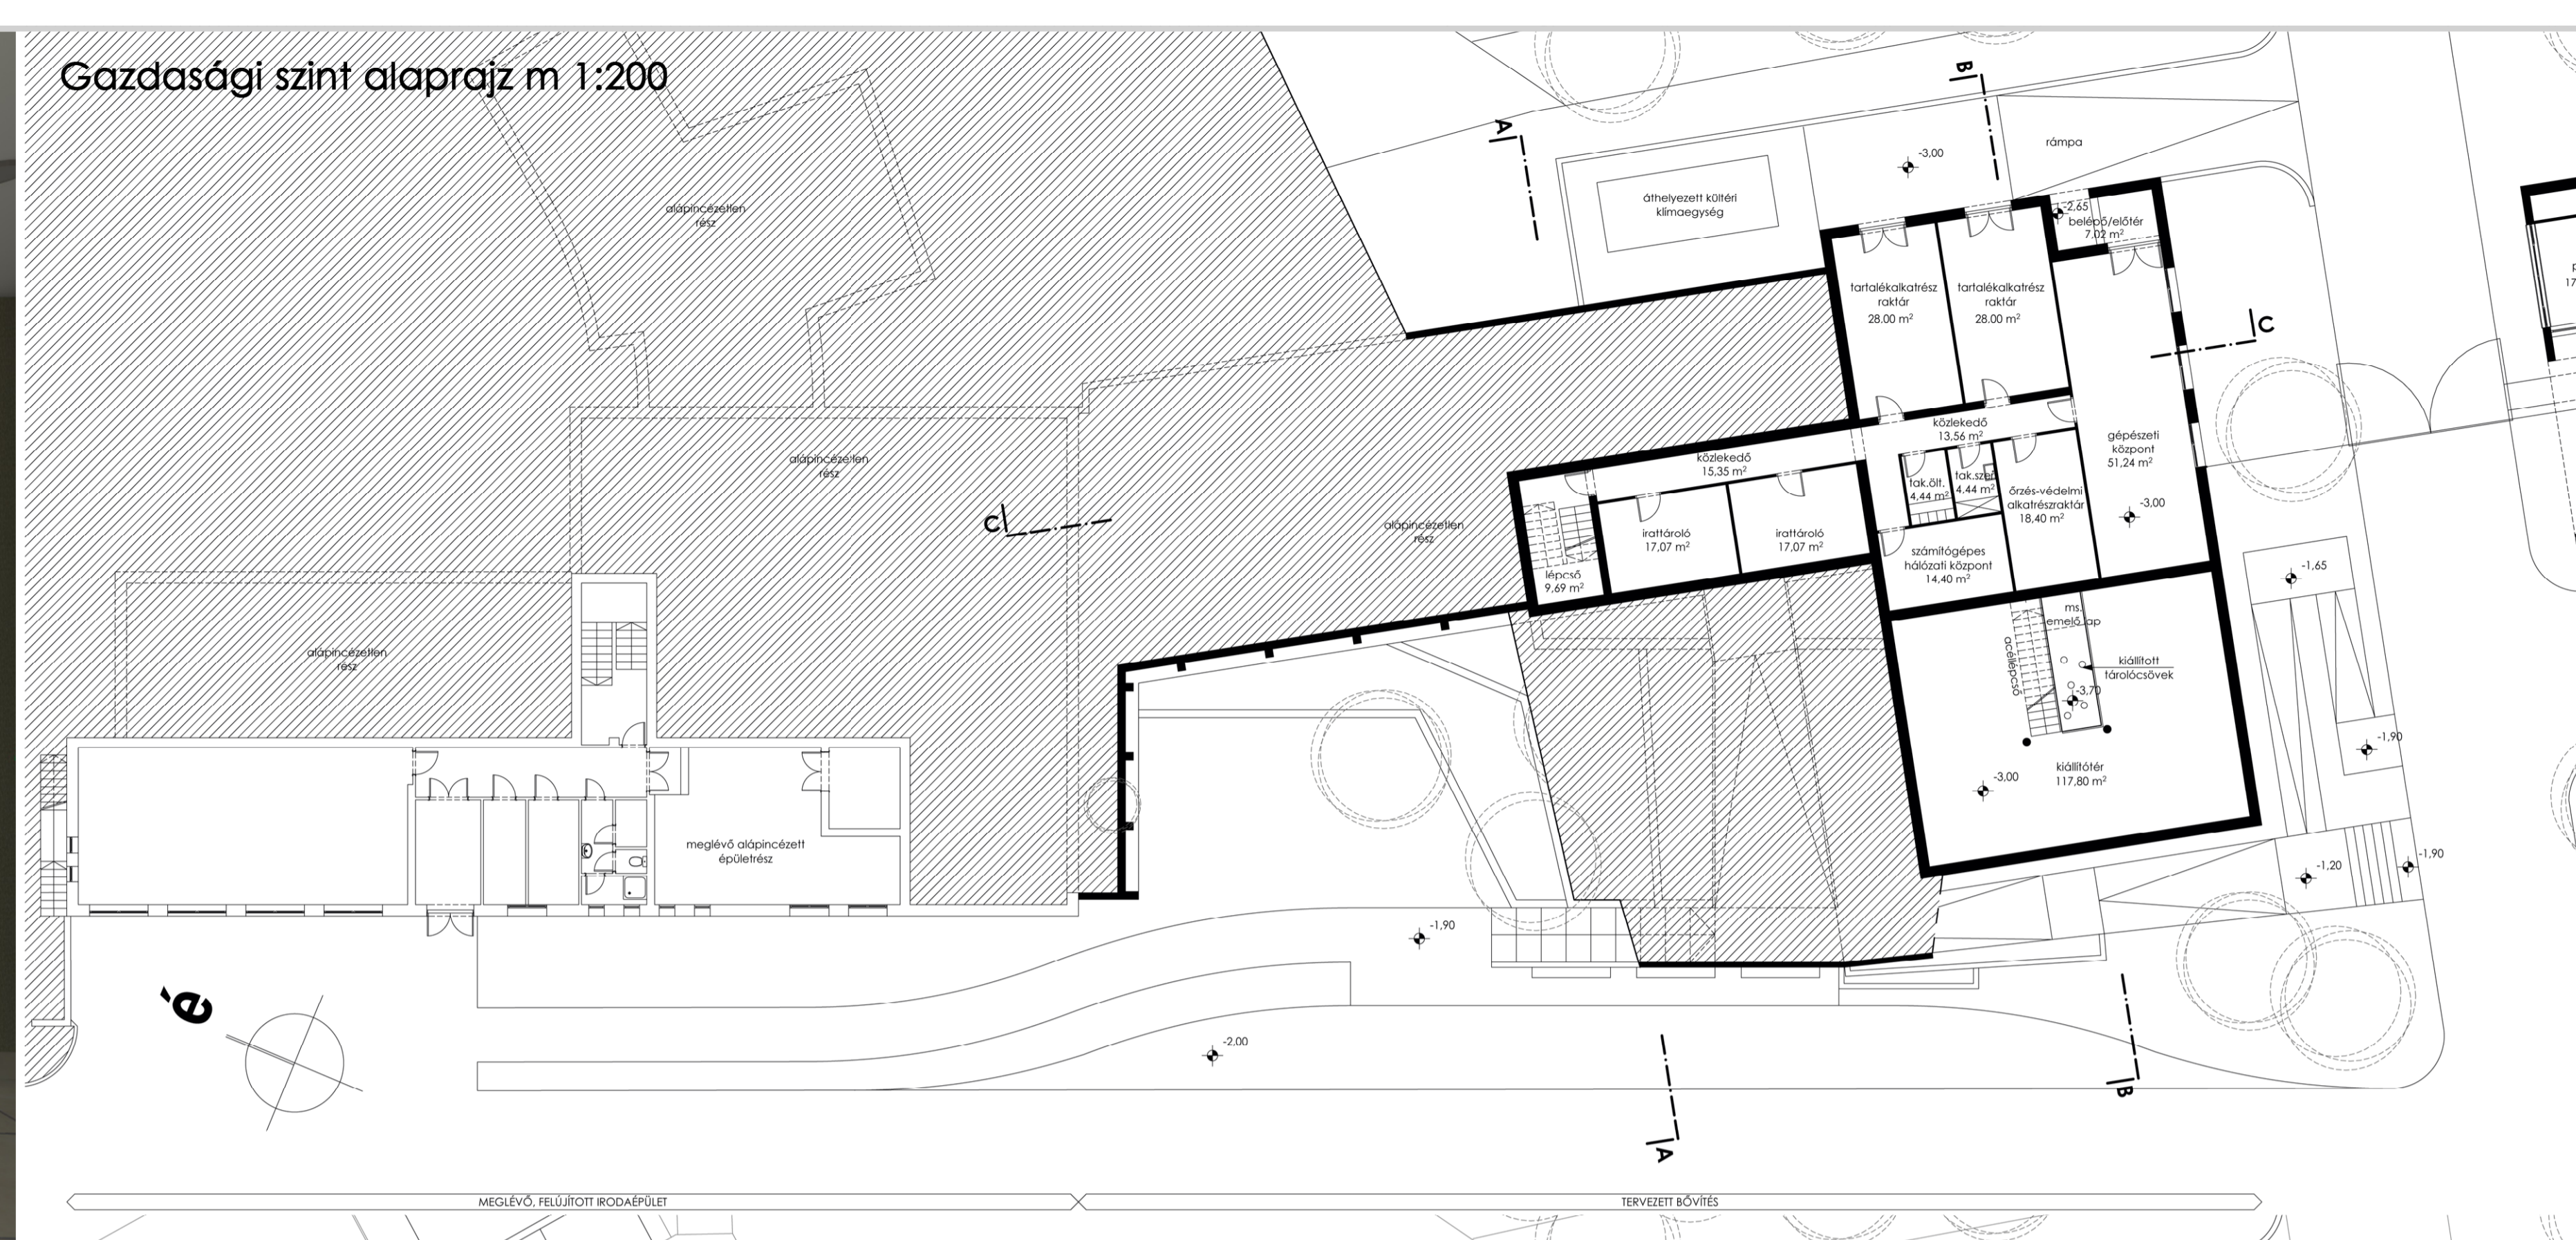 Gazdasági szint alaprajz m 1:200
B
A
rámpa
-3,00
áthelyezett kültéri
klímaegység
-2,65
belépő/előtér
7.02 m²
alápincézetlen
rész
tartalékalkatrész
raktár
28.00 m²
tartalékalkatrész
raktár
28.00 m²
C
közlekedő
13,56 m²
gépészeti
központ
51,24 m²
-3,00
közlekedő
15,35 m²
tak.ölt.
4,44 m²
tak.szer
4,44 m²
őrzés-védelmi
alkatrészraktár
18,40 m²
alápincézetlen
rész
C
alápincézetlen
rész
irattároló
17,07 m²
irattároló
17,07 m²
számítógépes
hálózati központ
14,40 m²
lépcső
9,69 m²
-1,65
alápincézetlen
rész
ms.
emelőlap
acéllépcső
kiállított
tárolócsövek
-3,70
-1,90
kiállítótér
117,80 m²
-3,00
meglévő alápincézett
épületrész
-1,20
-1,90
-1,90
é
-2,00
B
A
MEGLÉVŐ, FELÚJÍTOTT IRODAÉPÜLET
TERVEZETT BŐVÍTÉS